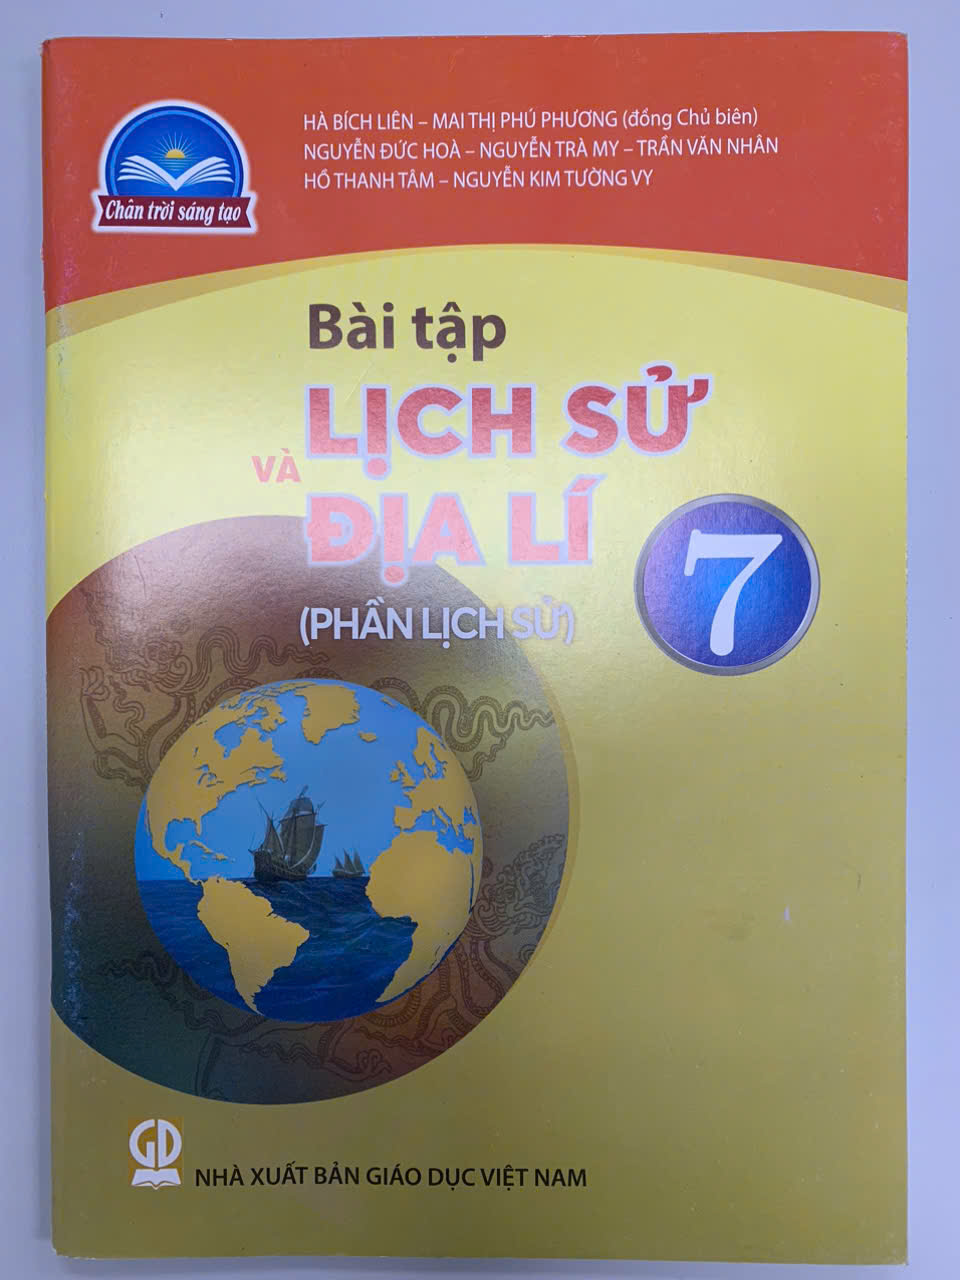 Chân trời sáng tạo
HÀ BÍCH LIÊN – MAI THỊ PHÚ PHƯƠNG (đồng Chủ biên)
NGUYỄN ĐỨC HOÀ – NGUYỄN TRÀ MY – TRẦN VĂN NHÂN
HỒ THANH TÂM – NGUYỄN KIM TƯỜNG VY
Bài tập
LỊCH SỬ
VÀ
ĐỊA LÍ
7
(PHẦN LỊCH SỬ)
GD
NHÀ XUẤT BẢN GIÁO DỤC VIỆT NAM